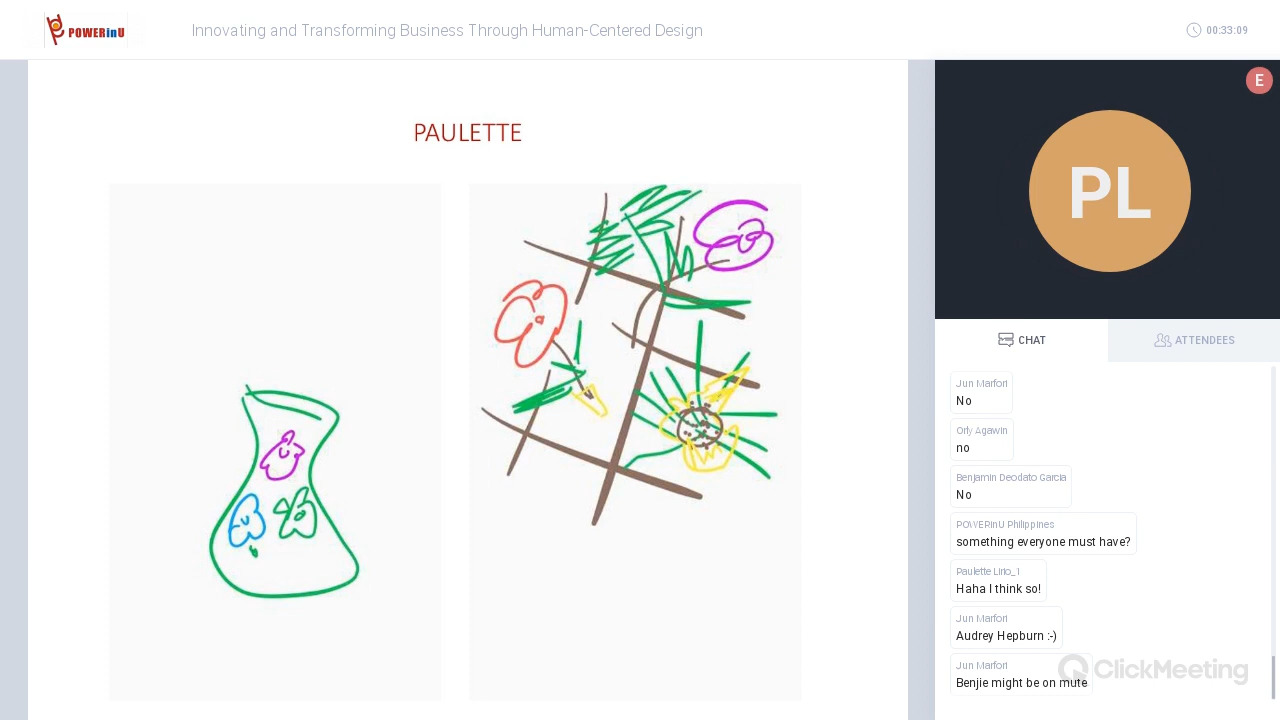 POWERinU
Innovating and Transforming Business Through Human-Centered Design
00:33:09
PAULETTE
E
PL
CHAT
ATTENDEES
Jun Marfori
No
Orly Agawin
no
Benjamin Deodato Garcia
No
POWERinU Philippines
something everyone must have?
Paulette Lirio_1
Haha I think so!
Jun Marfori
Audrey Hepburn :-)
Jun Marfori
Benjie might be on mute
ClickMeeting